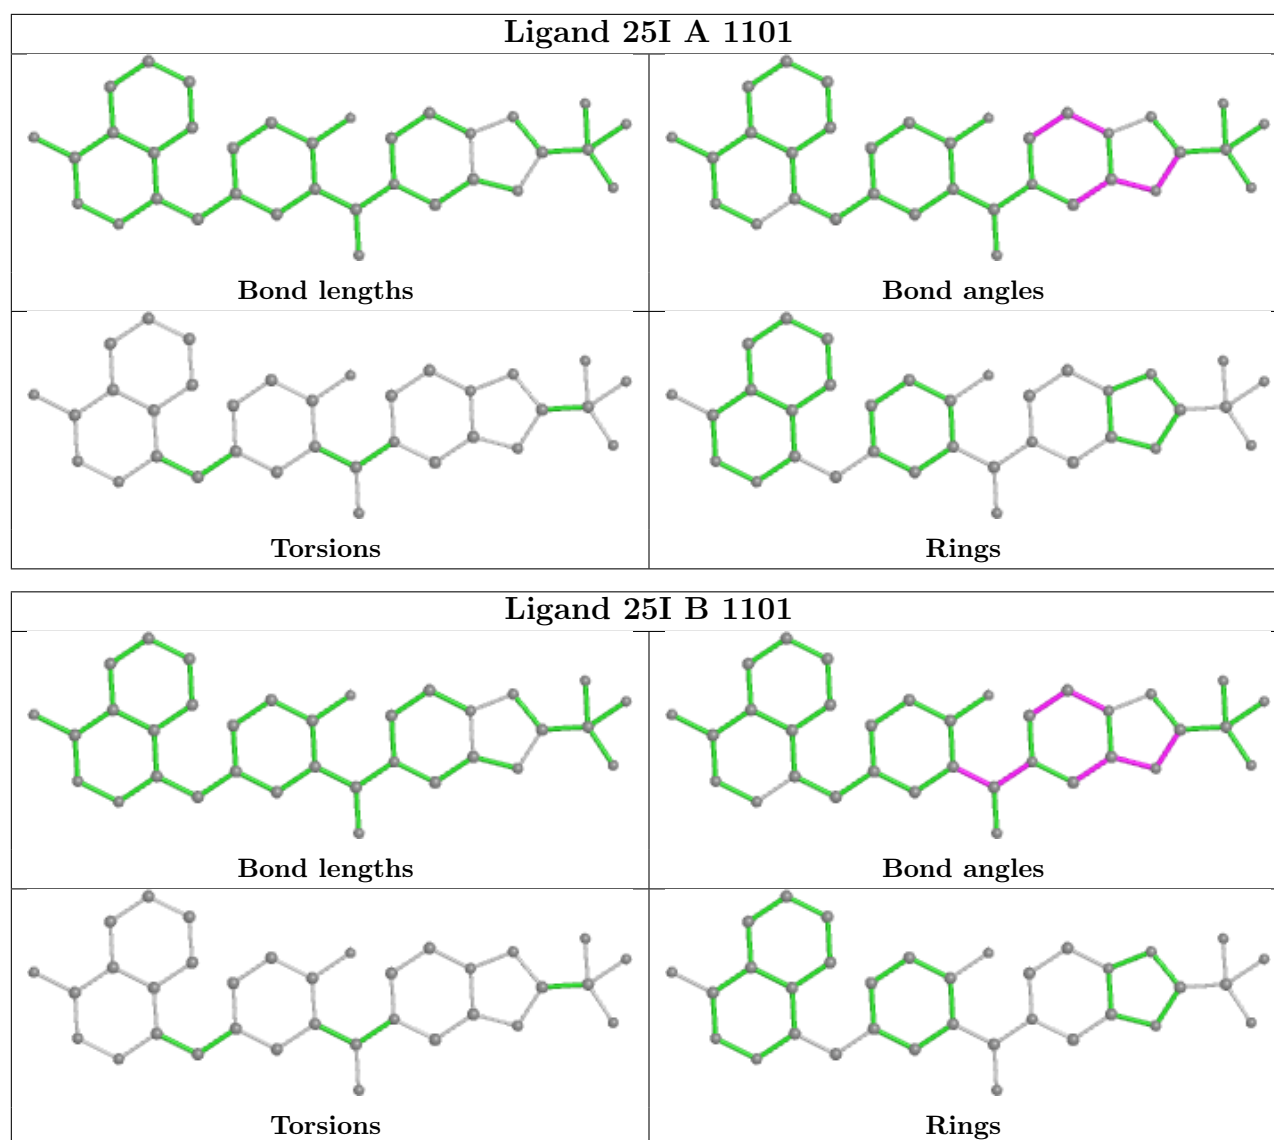 Ligand 25I A 1101
Bond lengths
Bond angles
Torsions
Rings
Ligand 25I B 1101
Bond lengths
Bond angles
Torsions
Rings